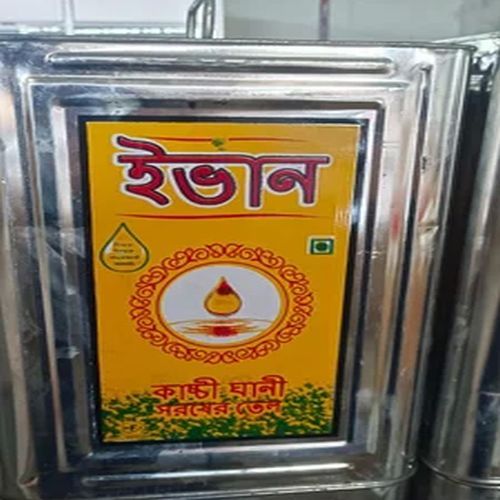 ইভান
কাচ্চী ঘানী
সরষের তেল